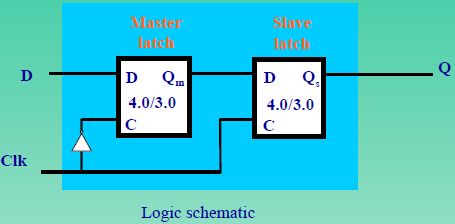 Master
latch
Slave
latch
D
D Qm
4.0/3.0
C
D Qs
4.0/3.0
C
Q
Clk
Logic schematic